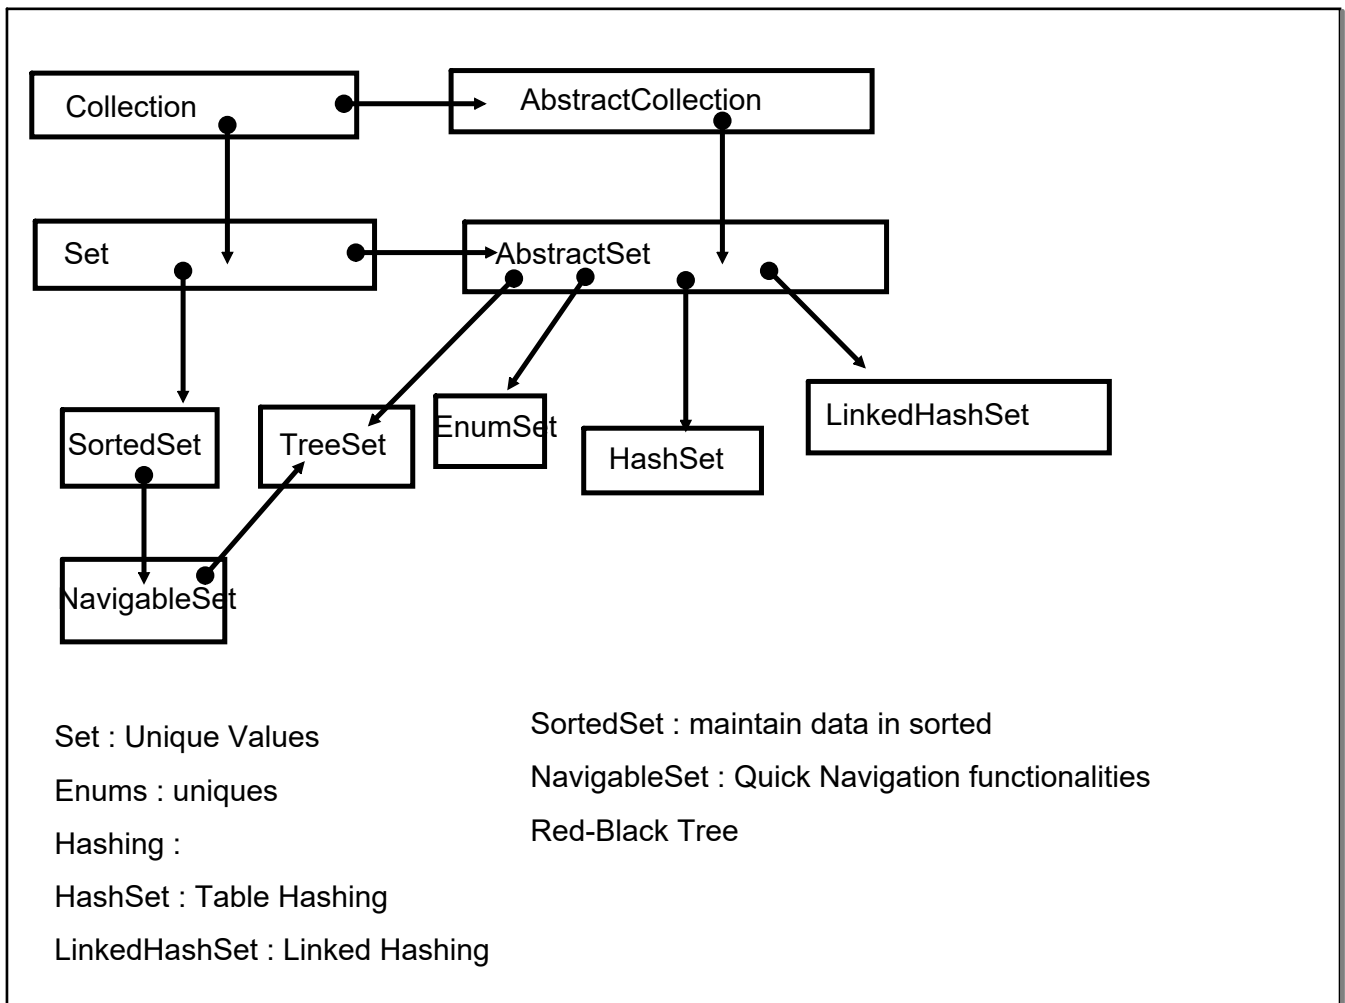 Collection
AbstractCollection
Set
AbstractSet
SortedSet
TreeSet
EnumSet
HashSet
LinkedHashSet
NavigableSet
Set : Unique Values
Enums : uniques
Hashing :
HashSet : Table Hashing
LinkedHashSet : Linked Hashing
SortedSet : maintain data in sorted
NavigableSet : Quick Navigation functionalities
Red-Black Tree